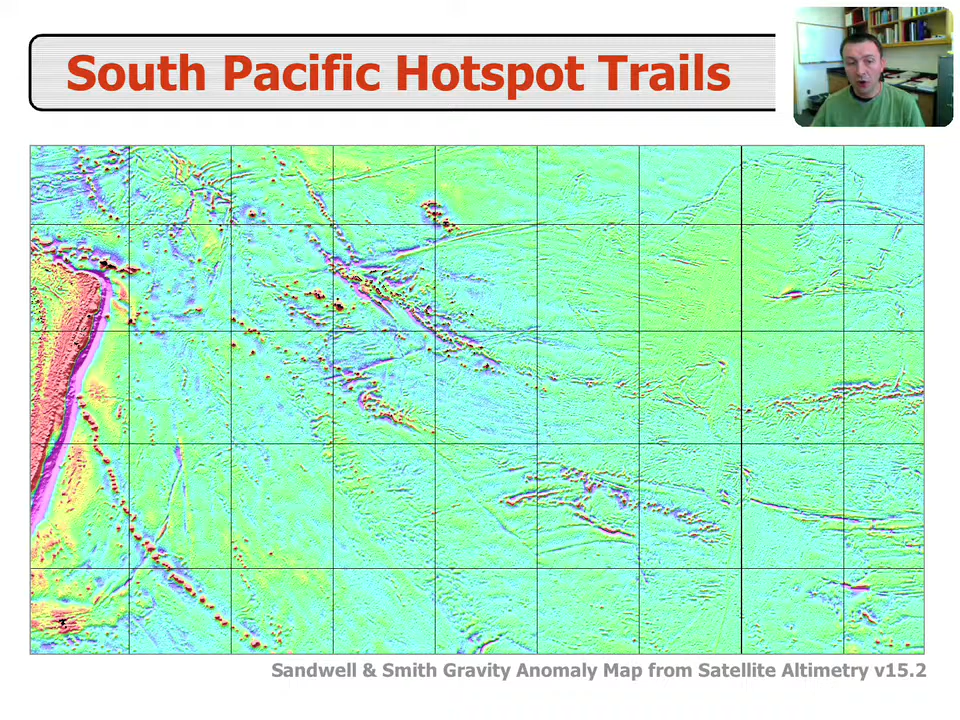 South Pacific Hotspot Trails
Sandwell & Smith Gravity Anomaly Map from Satellite Altimetry v15.2